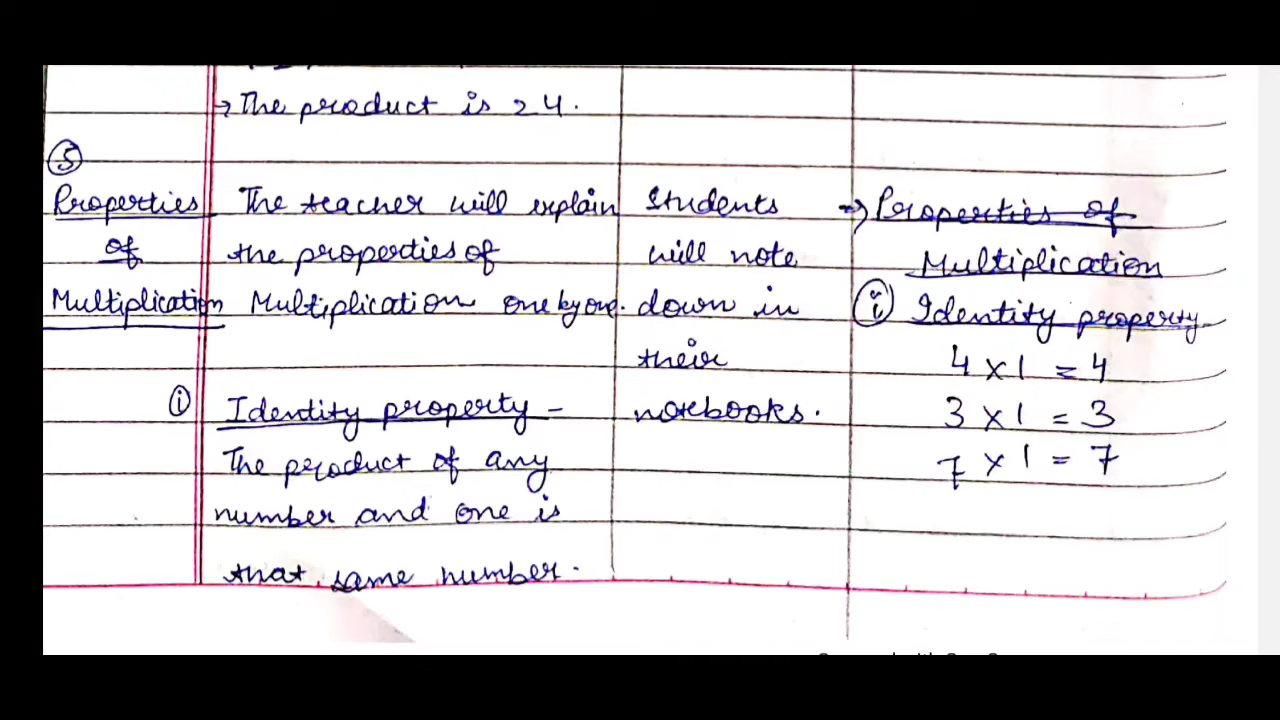 → The product is 24.
⑤
Properties
of
Multiplication
The teacher will explain
the properties of
Multiplication one by one.
ⓘ Identity property –
The product of any
number and one is
that same number.
Students
will note
down in
their
notebooks.
→ Properties of
Multiplication
ⓘ Identity property
4 × 1 = 4
3 × 1 = 3
7 × 1 = 7